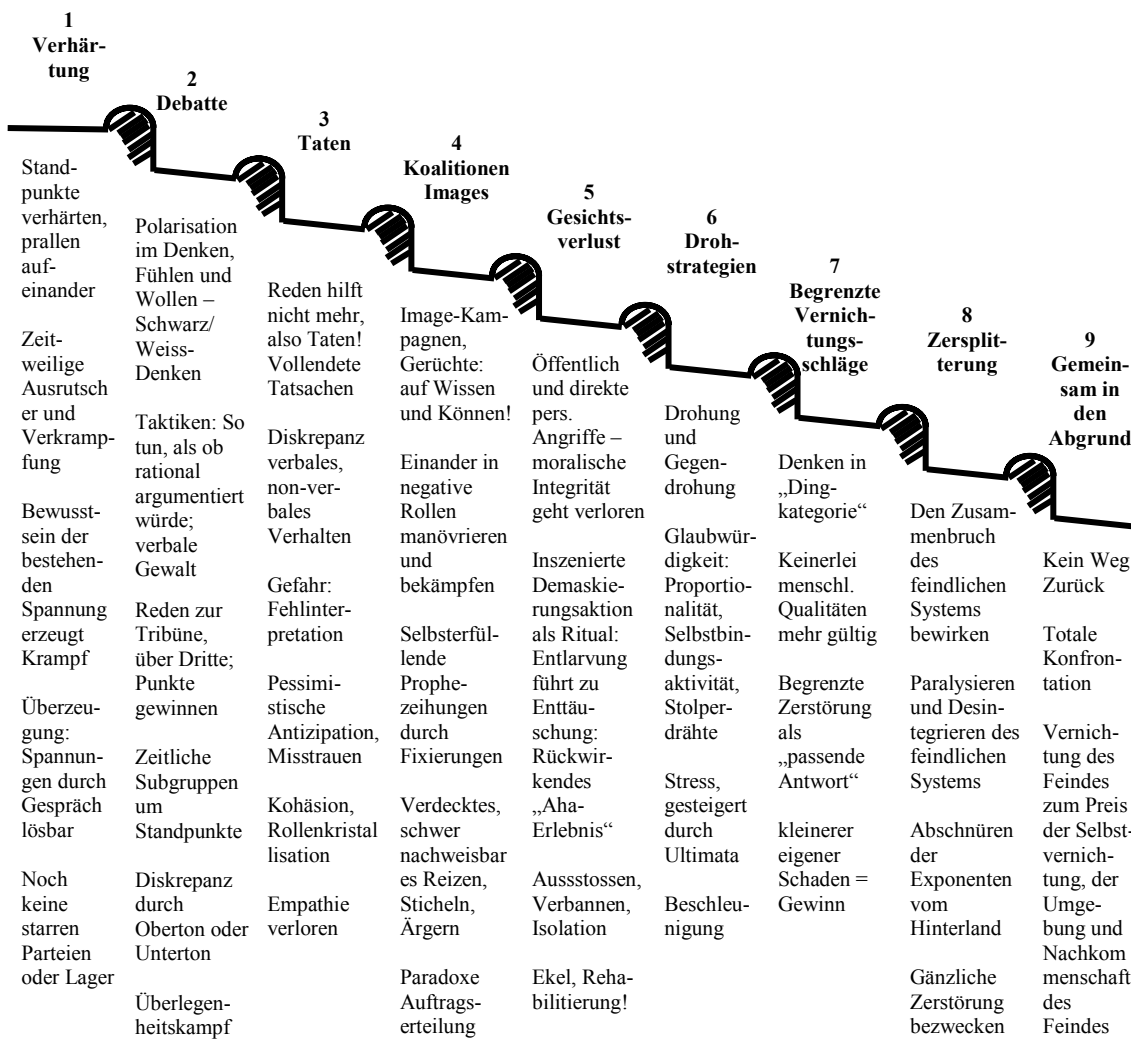 1
Verhär-
tung
Stand-
punkte
verhärten,
prallen
auf-
einander
Zeit-
weilige
Ausrutsch
er und
Verkramp-
fung
Bewusst-
sein der
bestehen-
den
Spannung
erzeugt
Krampf
Überzeu-
gung:
Spannun-
gen durch
Gespräch
lösbar
Noch
keine
starren
Parteien
oder Lager
2
Debatte
Polarisation
im Denken,
Fühlen und
Wollen –
Schwarz/
Weiss-
Denken
Taktiken: So
tun, als ob
rational
argumentiert
würde;
verbale
Gewalt
Reden zur
Tribüne,
über Dritte;
Punkte
gewinnen
Zeitliche
Subgruppen
um
Standpunkte
Diskrepanz
durch
Oberton oder
Unterton
Überlegen-
heitskampf
3
Taten
Reden hilft
nicht mehr,
also Taten!
Vollendete
Tatsachen
Diskrepanz
verbales,
non-ver-
bales
Verhalten
Gefahr:
Fehlinter-
pretation
Pessimi-
stische
Antizipation,
Misstrauen
Kohäsion,
Rollenkristal
lisation
Empathie
verloren
4
Koalitionen
Images
Image-Kam-
pagnen,
Gerüchte:
auf Wissen
und Können!
Einander in
negative
Rollen
manövrieren
und
bekämpfen
Selbsterfül-
lende
Prophe-
zeihungen
durch
Fixierungen
Verdecktes,
schwer
nachweisbar
es Reizen,
Sticheln,
Ärgern
Paradoxe
Auftrags-
erteilung
5
Gesichts-
verlust
Öffentlich
und direkte
pers.
Angriffe –
moralische
Integrität
geht verloren
Inszenierte
Demaskie-
rungsaktion
als Ritual:
Entlarvung
führt zu
Enttäu-
schung:
Rückwir-
kendes
„Aha-
Erlebnis“
Aussstossen,
Verbannen,
Isolation
Ekel, Reha-
bilitierung!
6
Droh-
strategien
Drohung
und
Gegen-
drohung
Glaubwür-
digkeit:
Proportio-
nalität,
Selbstbin-
dungs-
aktivität,
Stolper-
drähte
Stress,
gesteigert
durch
Ultimata
Beschleu-
nigung
7
Begrenzte
Vernich-
tungs-
schläge
Denken in
„Ding-
kategorie“
Keinerlei
menschl.
Qualitäten
mehr gültig
Begrenzte
Zerstörung
als
„passende
Antwort“
kleinerer
eigener
Schaden =
Gewinn
8
Zersplit-
terung
Den Zusam-
menbruch
des
feindlichen
Systems
bewirken
Paralysieren
und Desin-
tegrieren des
feindlichen
Systems
Abschnüren
der
Exponenten
vom
Hinterland
Gänzliche
Zerstörung
bezwecken
9
Gemein-
sam in
den
Abgrund
Kein Weg
Zurück
Totale
Konfron-
tation
Vernich-
tung des
Feindes
zum Preis
der Selbst-
vernich-
tung, der
Umge-
bung und
Nachkom
menschaft
des
Feindes